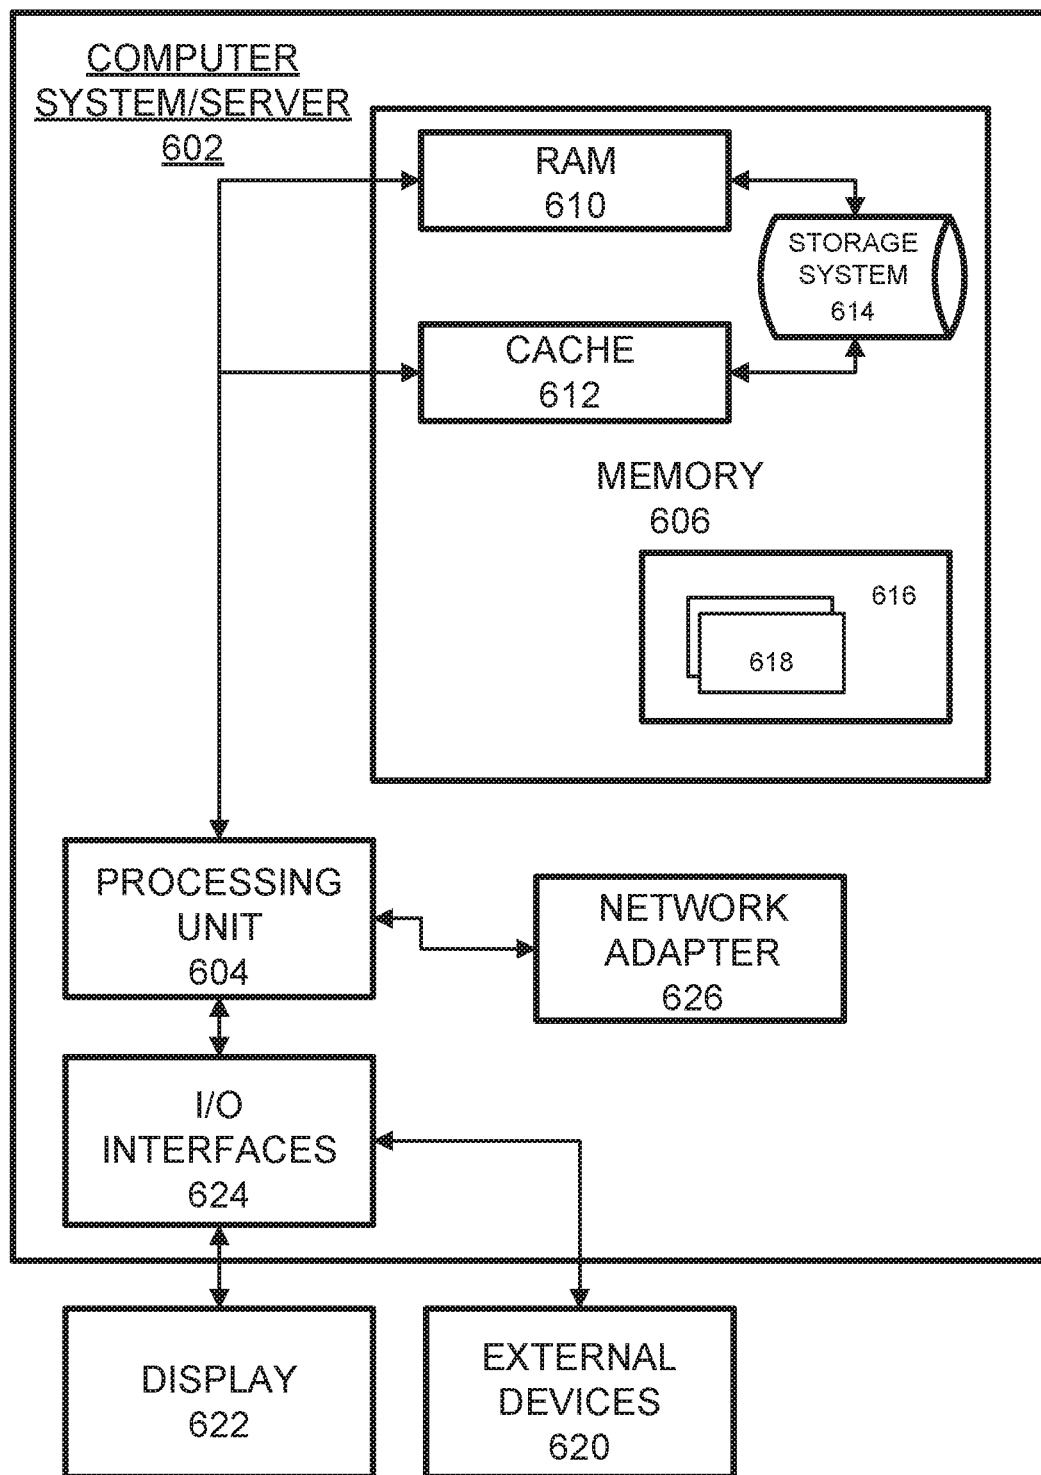 COMPUTER
SYSTEM/SERVER
602
RAM
610
STORAGE
SYSTEM
614
CACHE
612
MEMORY
606
616
618
PROCESSING
UNIT
604
NETWORK
ADAPTER
626
I/O
INTERFACES
624
DISPLAY
622
EXTERNAL
DEVICES
620